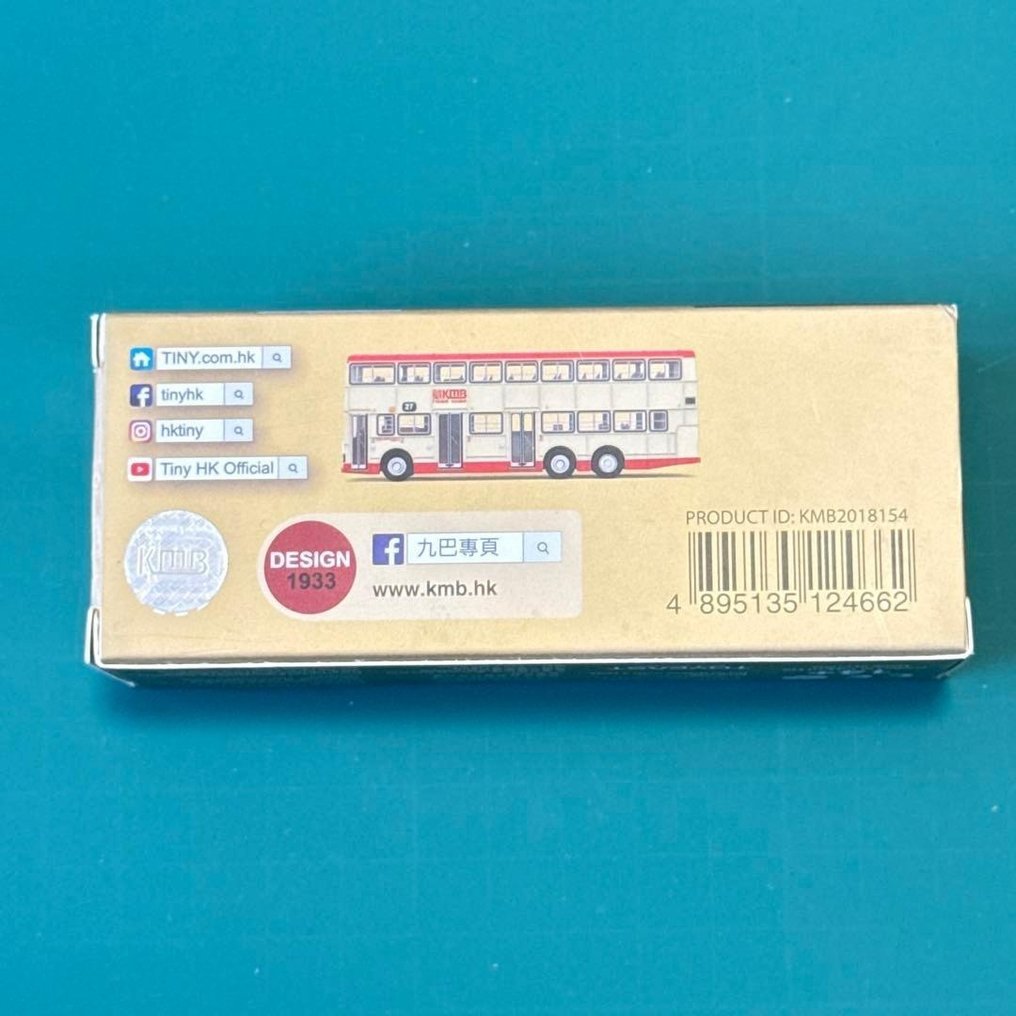 TINY.com.hk
tinyhk
hktiny
Tiny HK Official
27
KMB
KMB
DESIGN
1933
九巴專頁
www.kmb.hk
PRODUCT ID: KMB2018154
4 895135 124662